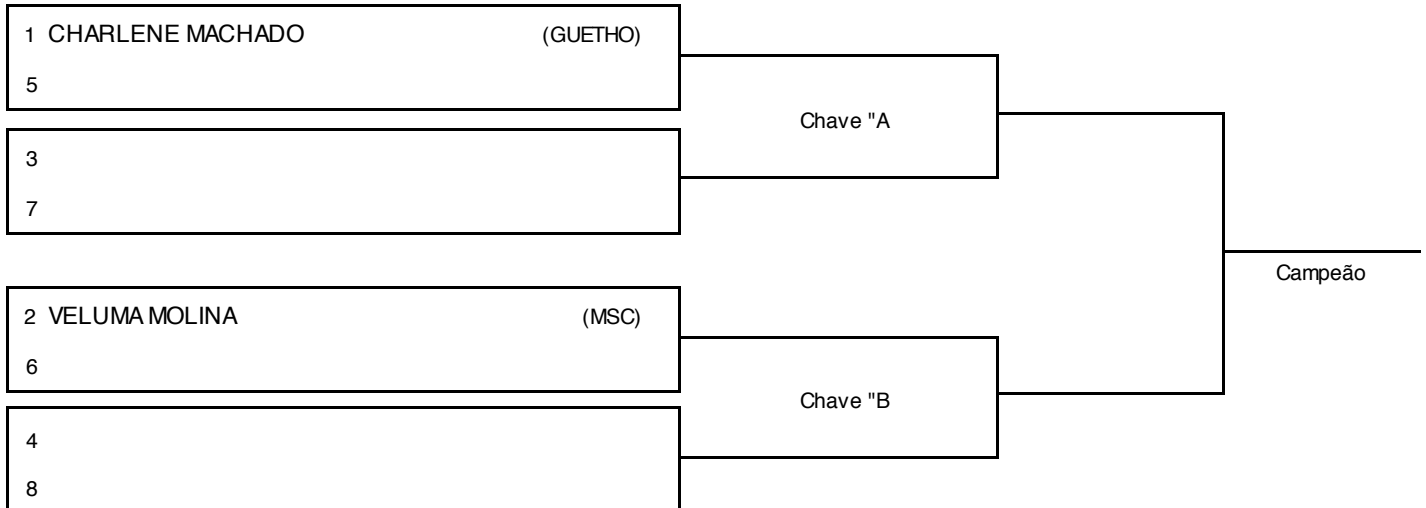 1 CHARLENE MACHADO (GUETHO)
5
Chave "A
3
7
Campeão
2 VELUMA MOLINA (MSC)
6
Chave "B
4
8